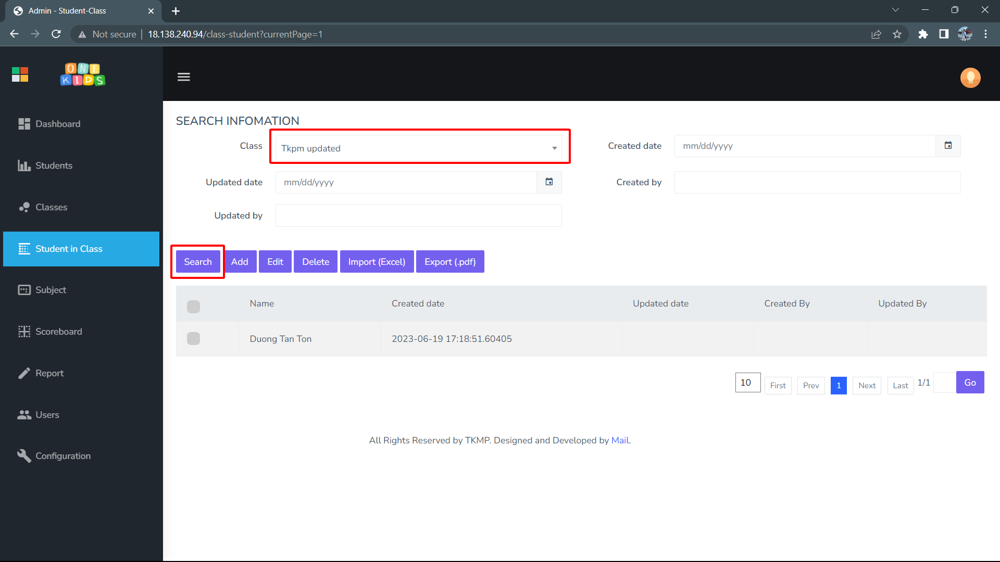 Admin - Student-Class
Not secure | 18.138.240.94/class-student?currentPage=1
ONE
KIDS
Dashboard
Students
Classes
Student in Class
Subject
Scoreboard
Report
Users
Configuration
SEARCH INFOMATION
Class Tkpm updated Created date mm/dd/yyyy
Updated date mm/dd/yyyy Created by
Updated by
Search Add Edit Delete Import (Excel) Export (.pdf)
Name Created date Updated date Created By Updated By
Duong Tan Ton 2023-06-19 17:18:51.60405
10 First Prev 1 Next Last 1/1 Go
All Rights Reserved by TKMP. Designed and Developed by Mail.